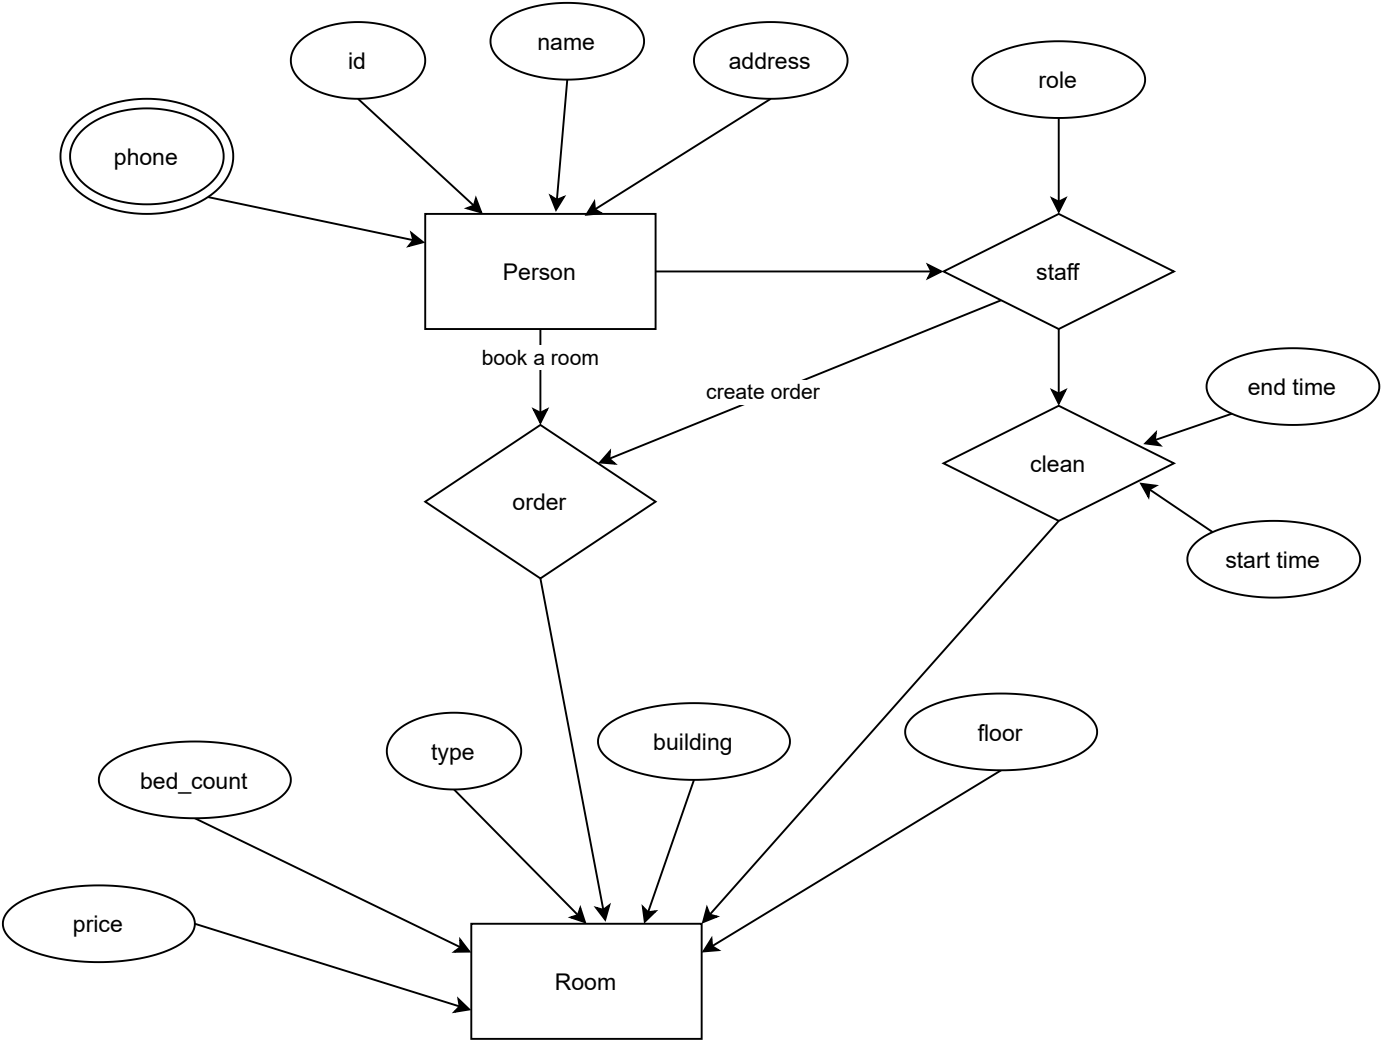 name
id
address
role
phone
Person
staff
book a room
create order
end time
clean
order
start time
floor
building
type
bed_count
price
Room